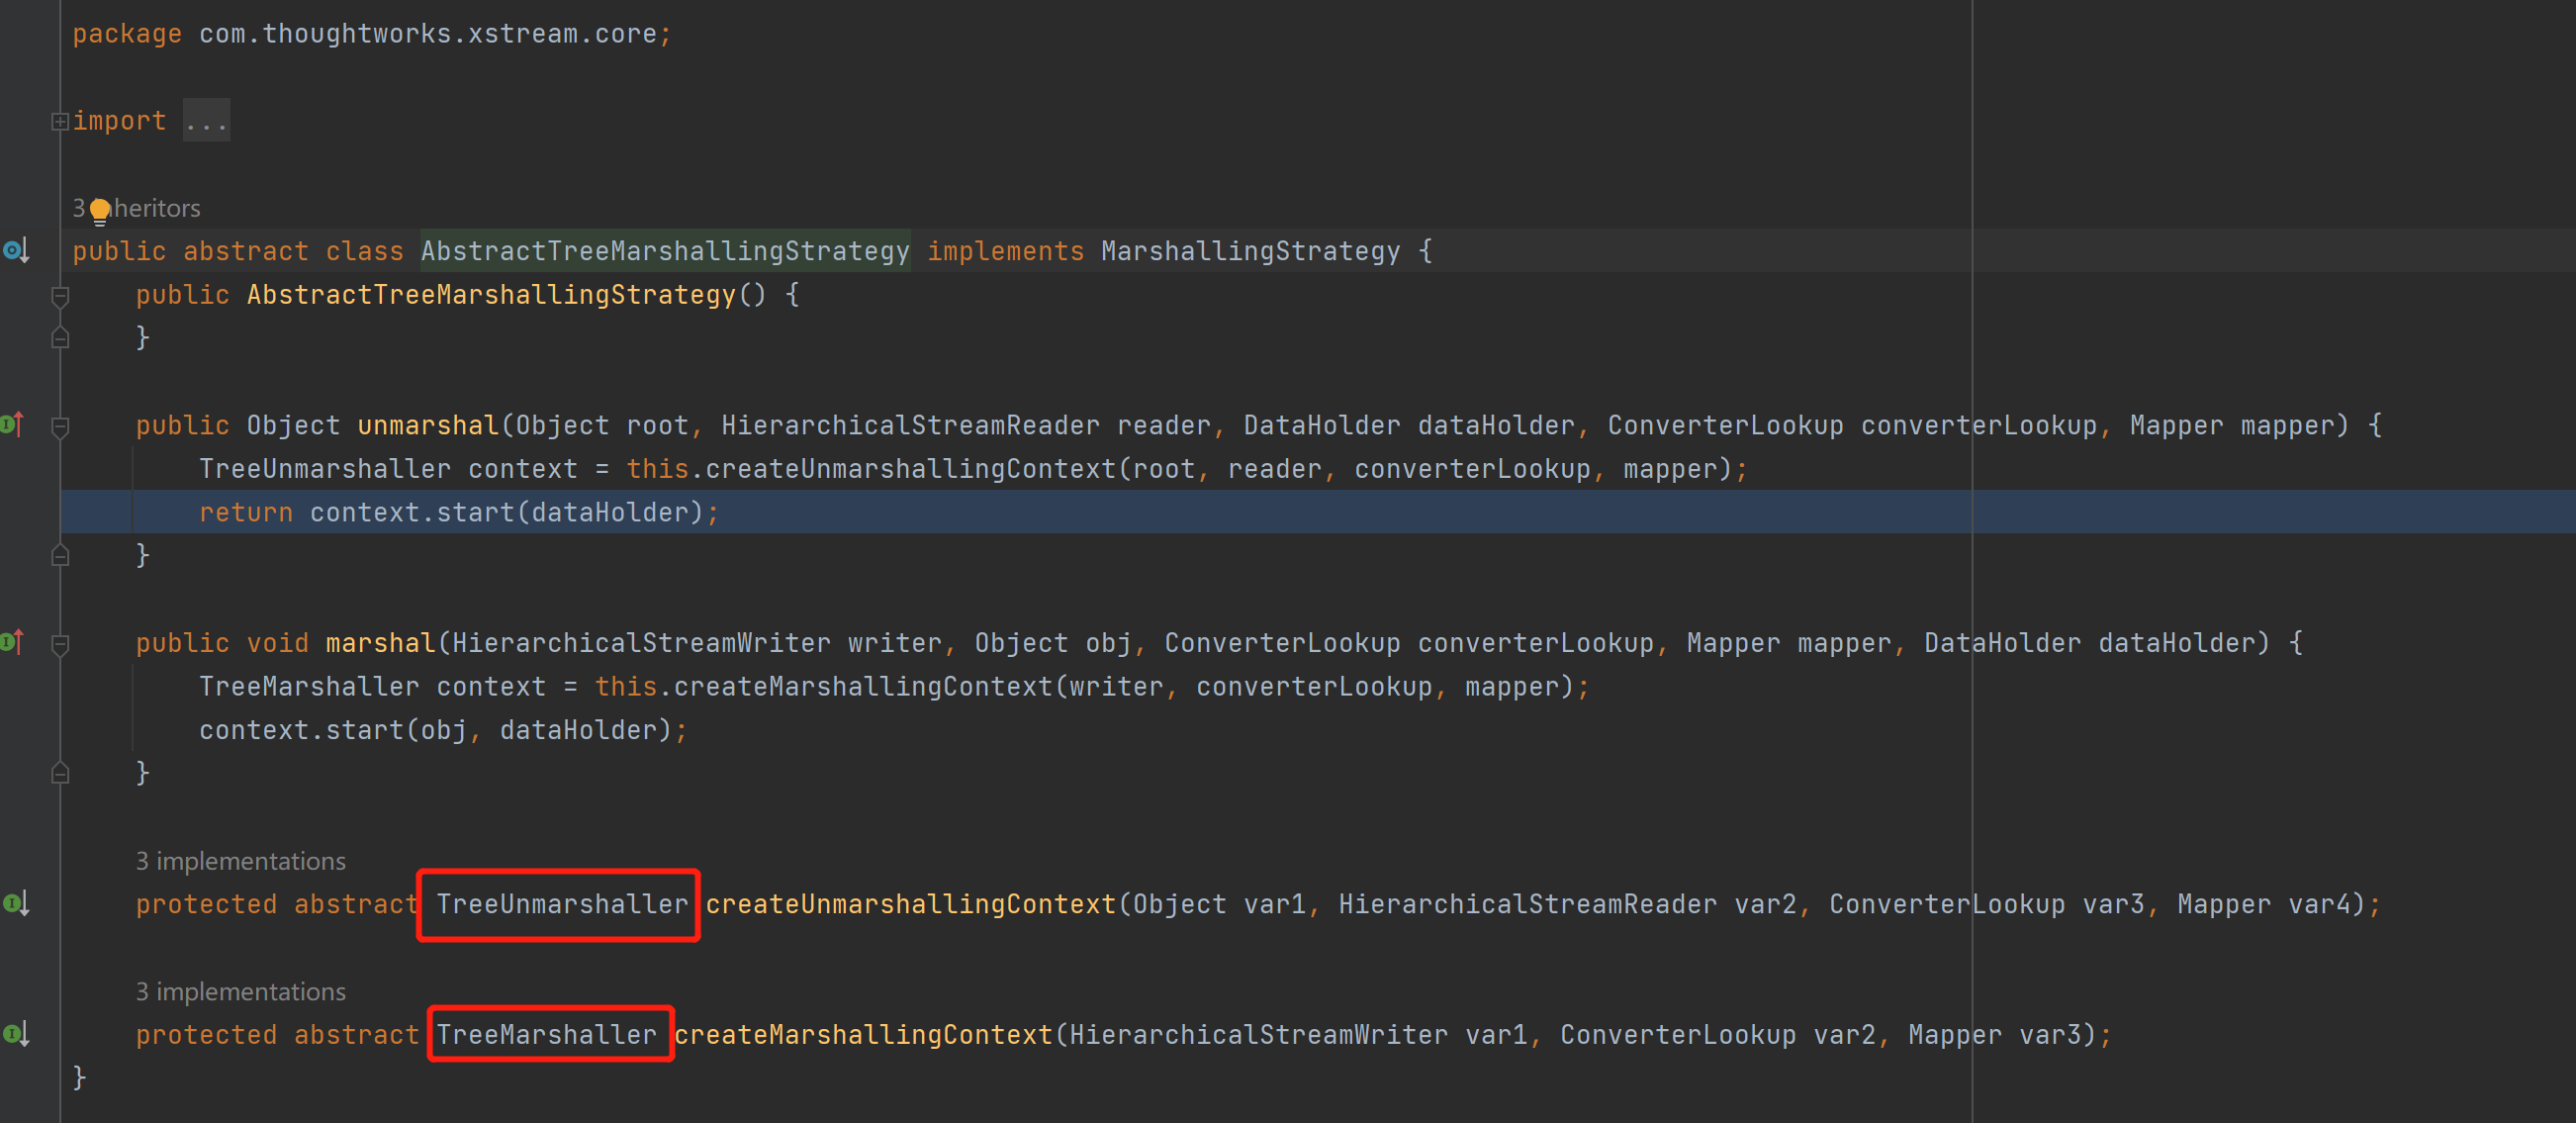 package com.thoughtworks.xstream.core;
import ...
3 inheritors
public abstract class AbstractTreeMarshallingStrategy implements MarshallingStrategy {
public AbstractTreeMarshallingStrategy() {
}
public Object unmarshal(Object root, HierarchicalStreamReader reader, DataHolder dataHolder, ConverterLookup converterLookup, Mapper mapper) {
TreeUnmarshaller context = this.createUnmarshallingContext(root, reader, converterLookup, mapper);
return context.start(dataHolder);
}
public void marshal(HierarchicalStreamWriter writer, Object obj, ConverterLookup converterLookup, Mapper mapper, DataHolder dataHolder) {
TreeMarshaller context = this.createMarshallingContext(writer, converterLookup, mapper);
context.start(obj, dataHolder);
}
3 implementations
protected abstract TreeUnmarshaller createUnmarshallingContext(Object var1, HierarchicalStreamReader var2, ConverterLookup var3, Mapper var4);
3 implementations
protected abstract TreeMarshaller createMarshallingContext(HierarchicalStreamWriter var1, ConverterLookup var2, Mapper var3);
}